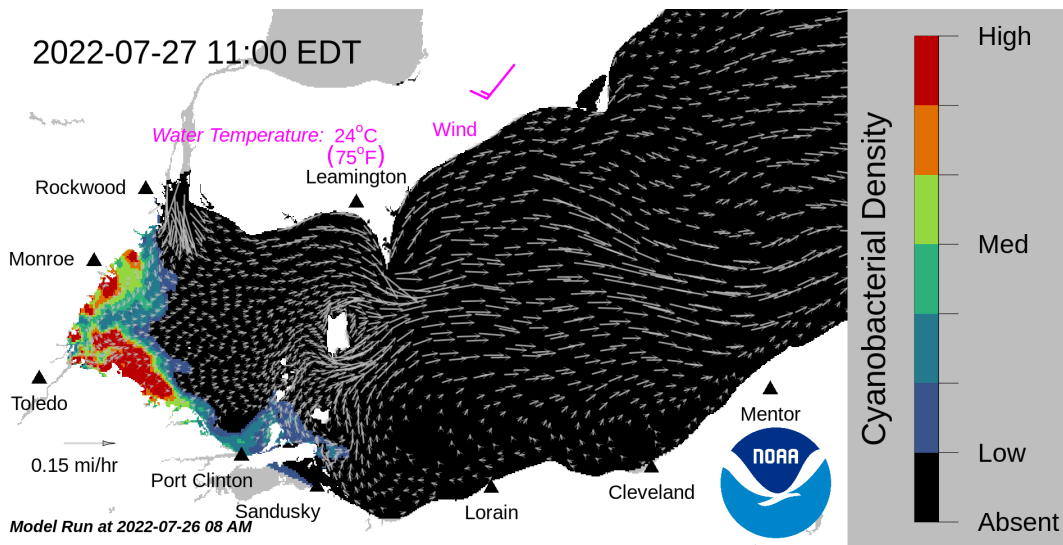 2022-07-27 11:00 EDT
High
Wind
Water Temperature: 24°C
(75°F)
Leamington
Rockwood
Med
Monroe
Cyanobacterial Density
Toledo
Mentor
0.15 mi/hr
NOAA
Low
Port Clinton
Cleveland
Sandusky
Lorain
Model Run at 2022-07-26 08 AM
Absent